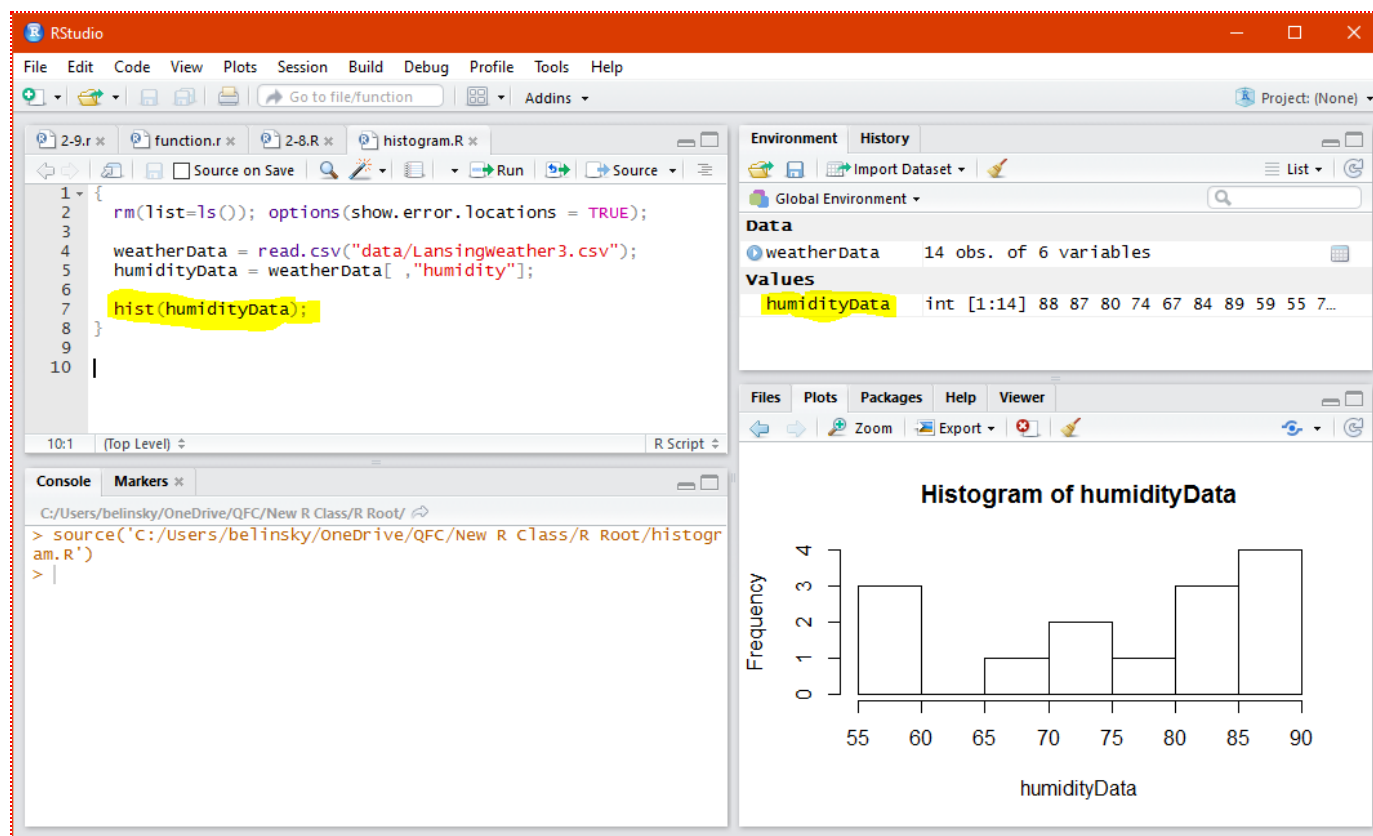 RStudio
File Edit Code View Plots Session Build Debug Profile Tools Help
Go to file/function Addins Project: (None)
2-9.r function.r 2-8.R histogram.R
Source on Save Run Source
1 {
2 rm(list=ls()); options(show.error.locations = TRUE);
3
4 weatherData = read.csv("data/LansingWeather3.csv");
5 humidityData = weatherData[ ,"humidity"];
6
7 hist(humidityData);
8 }
9
10
10:1 (Top Level) R Script
Console Markers
C:/Users/belinsky/OneDrive/QFC/New R Class/R Root/
> source('C:/Users/belinsky/OneDrive/QFC/New R Class/R Root/histogr
am.R')
>
Environment History
Import Dataset List
Global Environment
Data
weatherData 14 obs. of 6 variables
Values
humidityData int [1:14] 88 87 80 74 67 84 89 59 55 7…
Files Plots Packages Help Viewer
Zoom Export
Histogram of humidityData
Frequency
4
3
2
1
0
55 60 65 70 75 80 85 90
humidityData